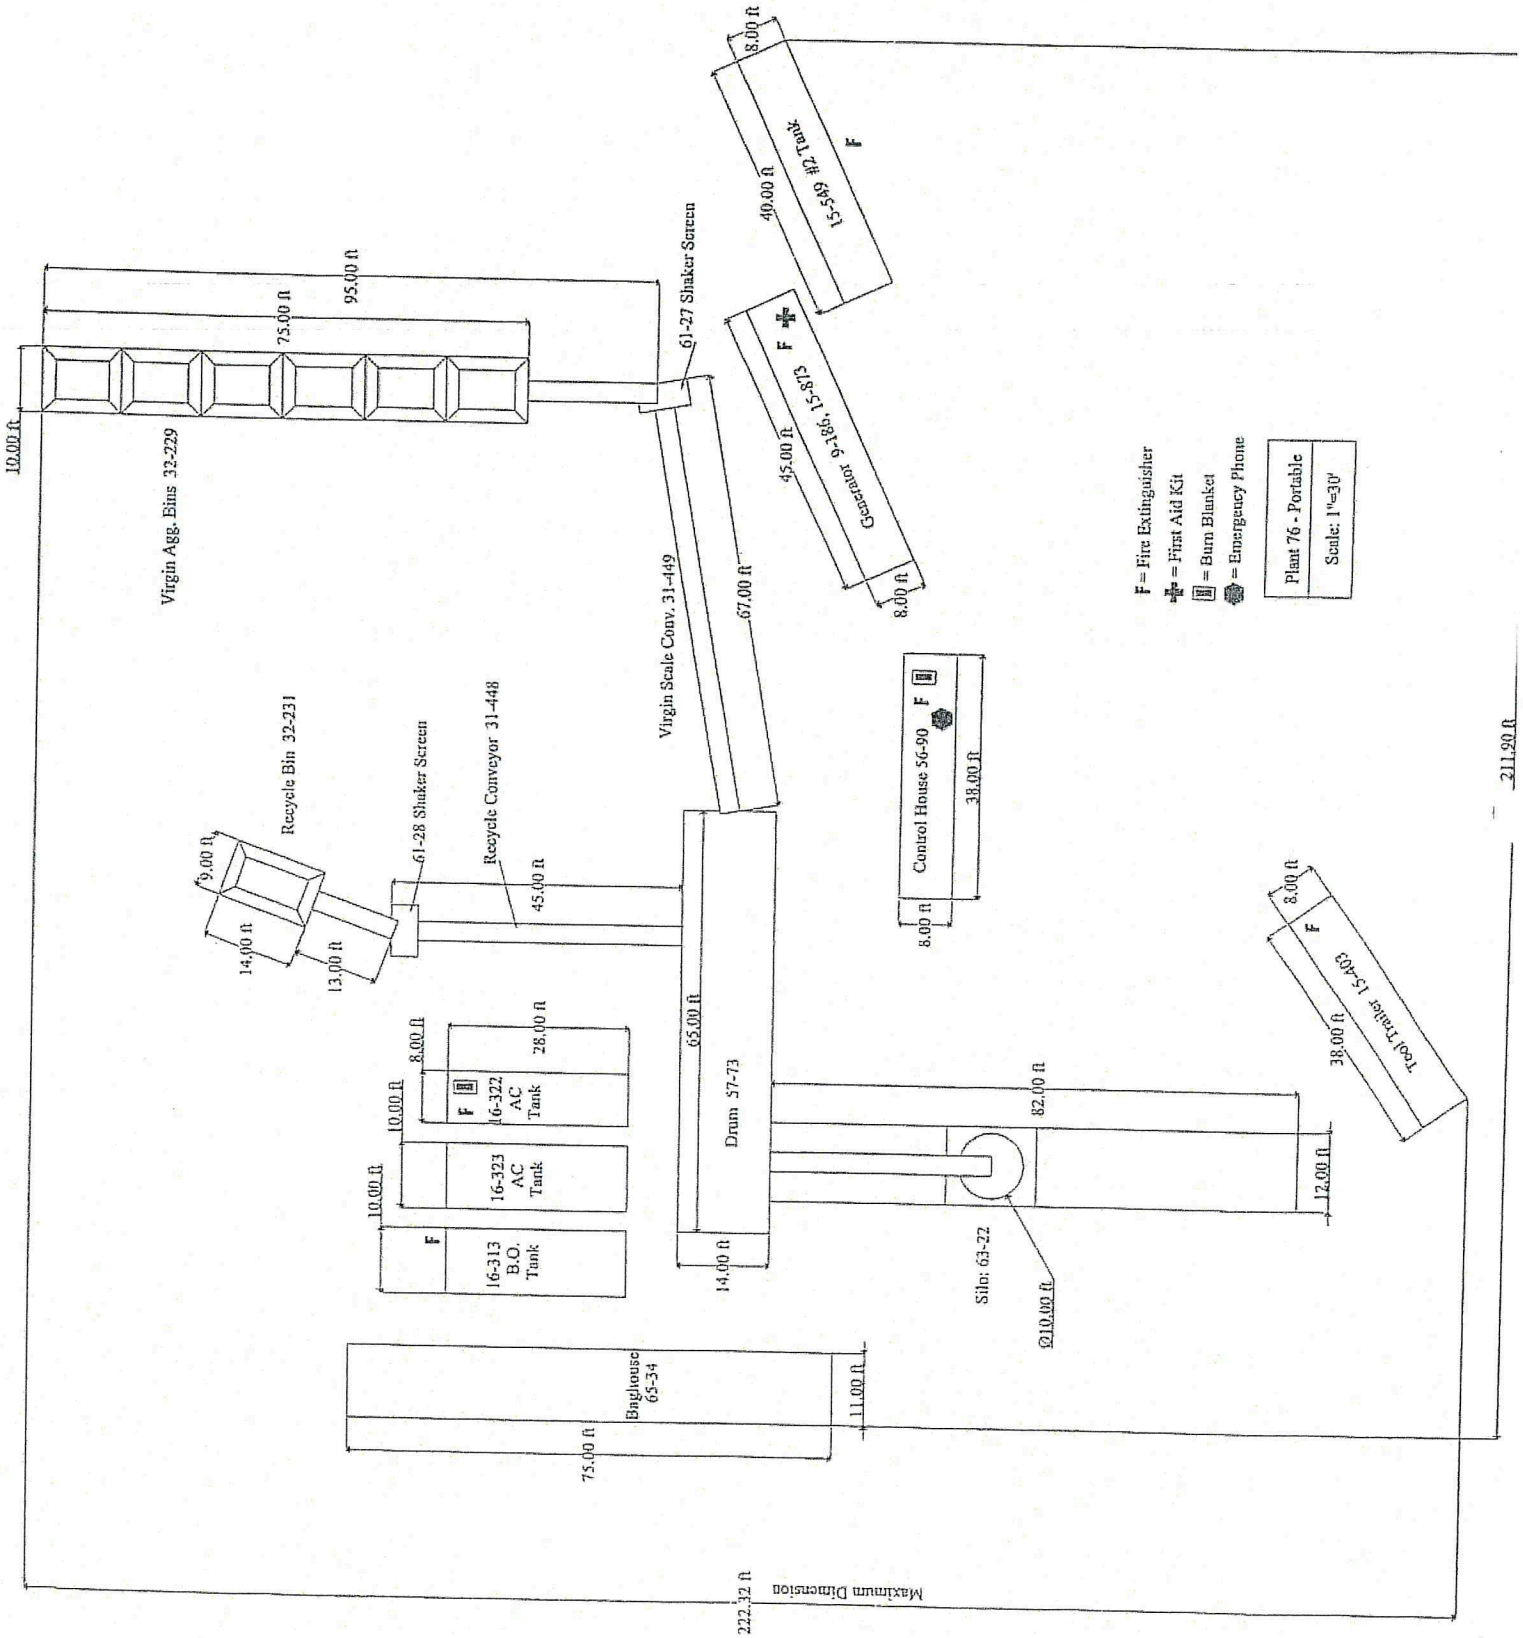 8.00 ft
40.00 ft
15-549 #2 Tank
F
10.00 ft
95.00 ft
75.00 ft
Virgin Agg. Bins 32-229
61-27 Shaker Screen
45.00 ft
Generator 9-186, 15-873
F
8.00 ft
Virgin Scale Conv. 31-449
67.00 ft
Recycle Bin 32-231
9.00 ft
14.00 ft
13.00 ft
61-28 Shaker Screen
Recycle Conveyor 31-448
45.00 ft
F = Fire Extinguisher
= First Aid Kit
= Burn Blanket
= Emergency Phone
Plant 76 - Portable
Scale: 1"=30'
Control House 56-90
F
38.00 ft
8.00 ft
8.00 ft
28.00 ft
F
16-322
AC
Tank
10.00 ft
16-323
AC
Tank
10.00 ft
F
16-313
B.O.
Tank
65.00 ft
Drum 57-73
14.00 ft
82.00 ft
12.00 ft
Silo: 63-22
Ø10.00 ft
8.00 ft
F
Tool Trailer 15-403
38.00 ft
Baghouse
65-34
11.00 ft
75.00 ft
211.90 ft
222.32 ft
Maximum Dimension